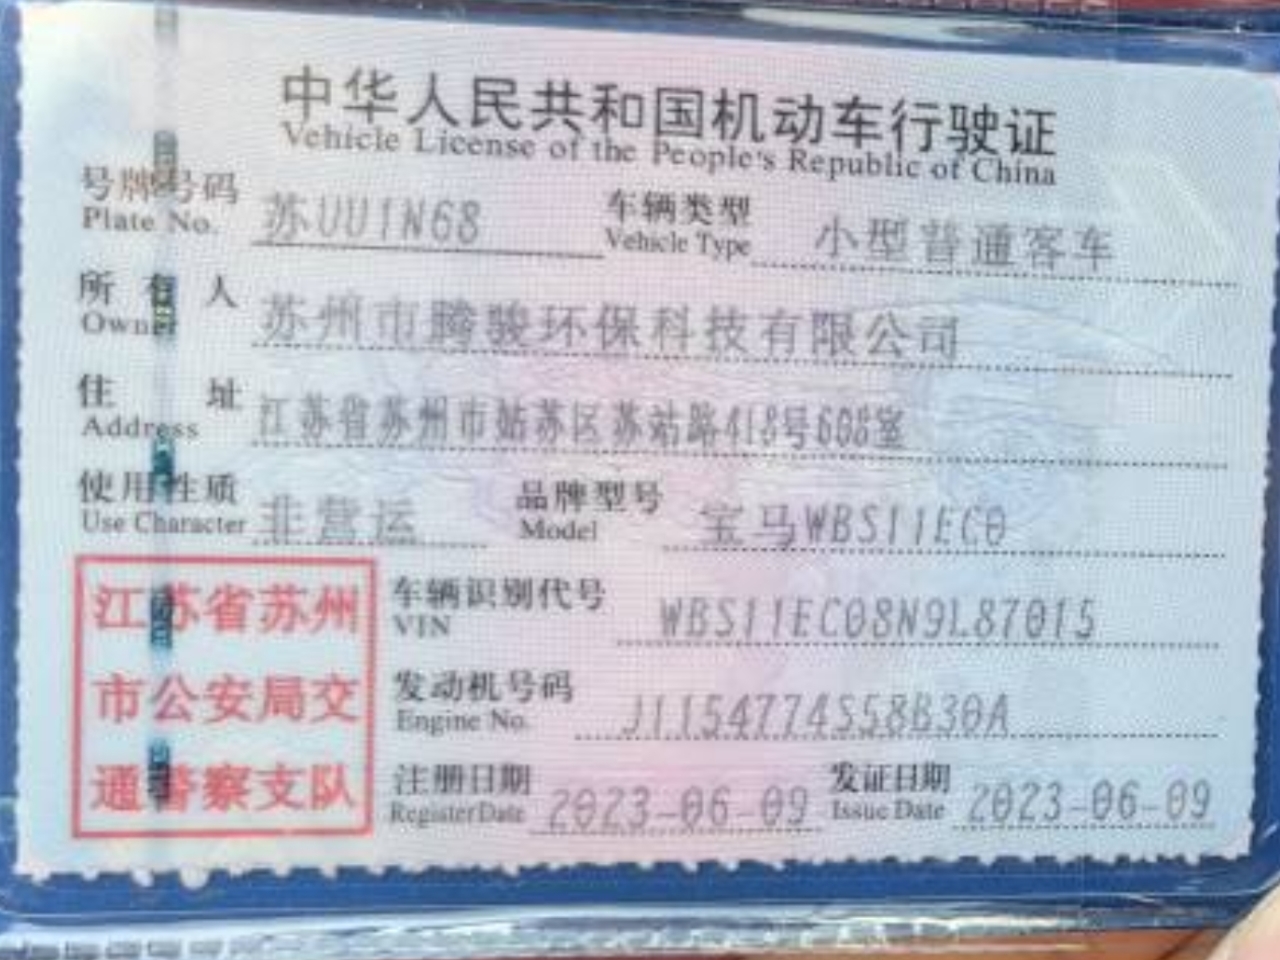 中华人民共和国机动车行驶证
Vehicle License of the People's Republic of China
号牌号码 苏UU1N68 车辆类型 小型普通客车
Plate No. Vehicle Type
所有人 苏州市腾骏环保科技有限公司
Owner
住址 江苏省苏州市姑苏区苏站路418号608室
Address
使用性质 非营运 品牌型号 宝马WBS11EC0
Use Character Model
江苏省苏州
市公安局交
通警察支队
车辆识别代号 WBS11EC08N9L87015
VIN
发动机号码 J1154774S58B30A
Engine No.
注册日期 2023-06-09 发证日期 2023-06-09
Register Date Issue Date